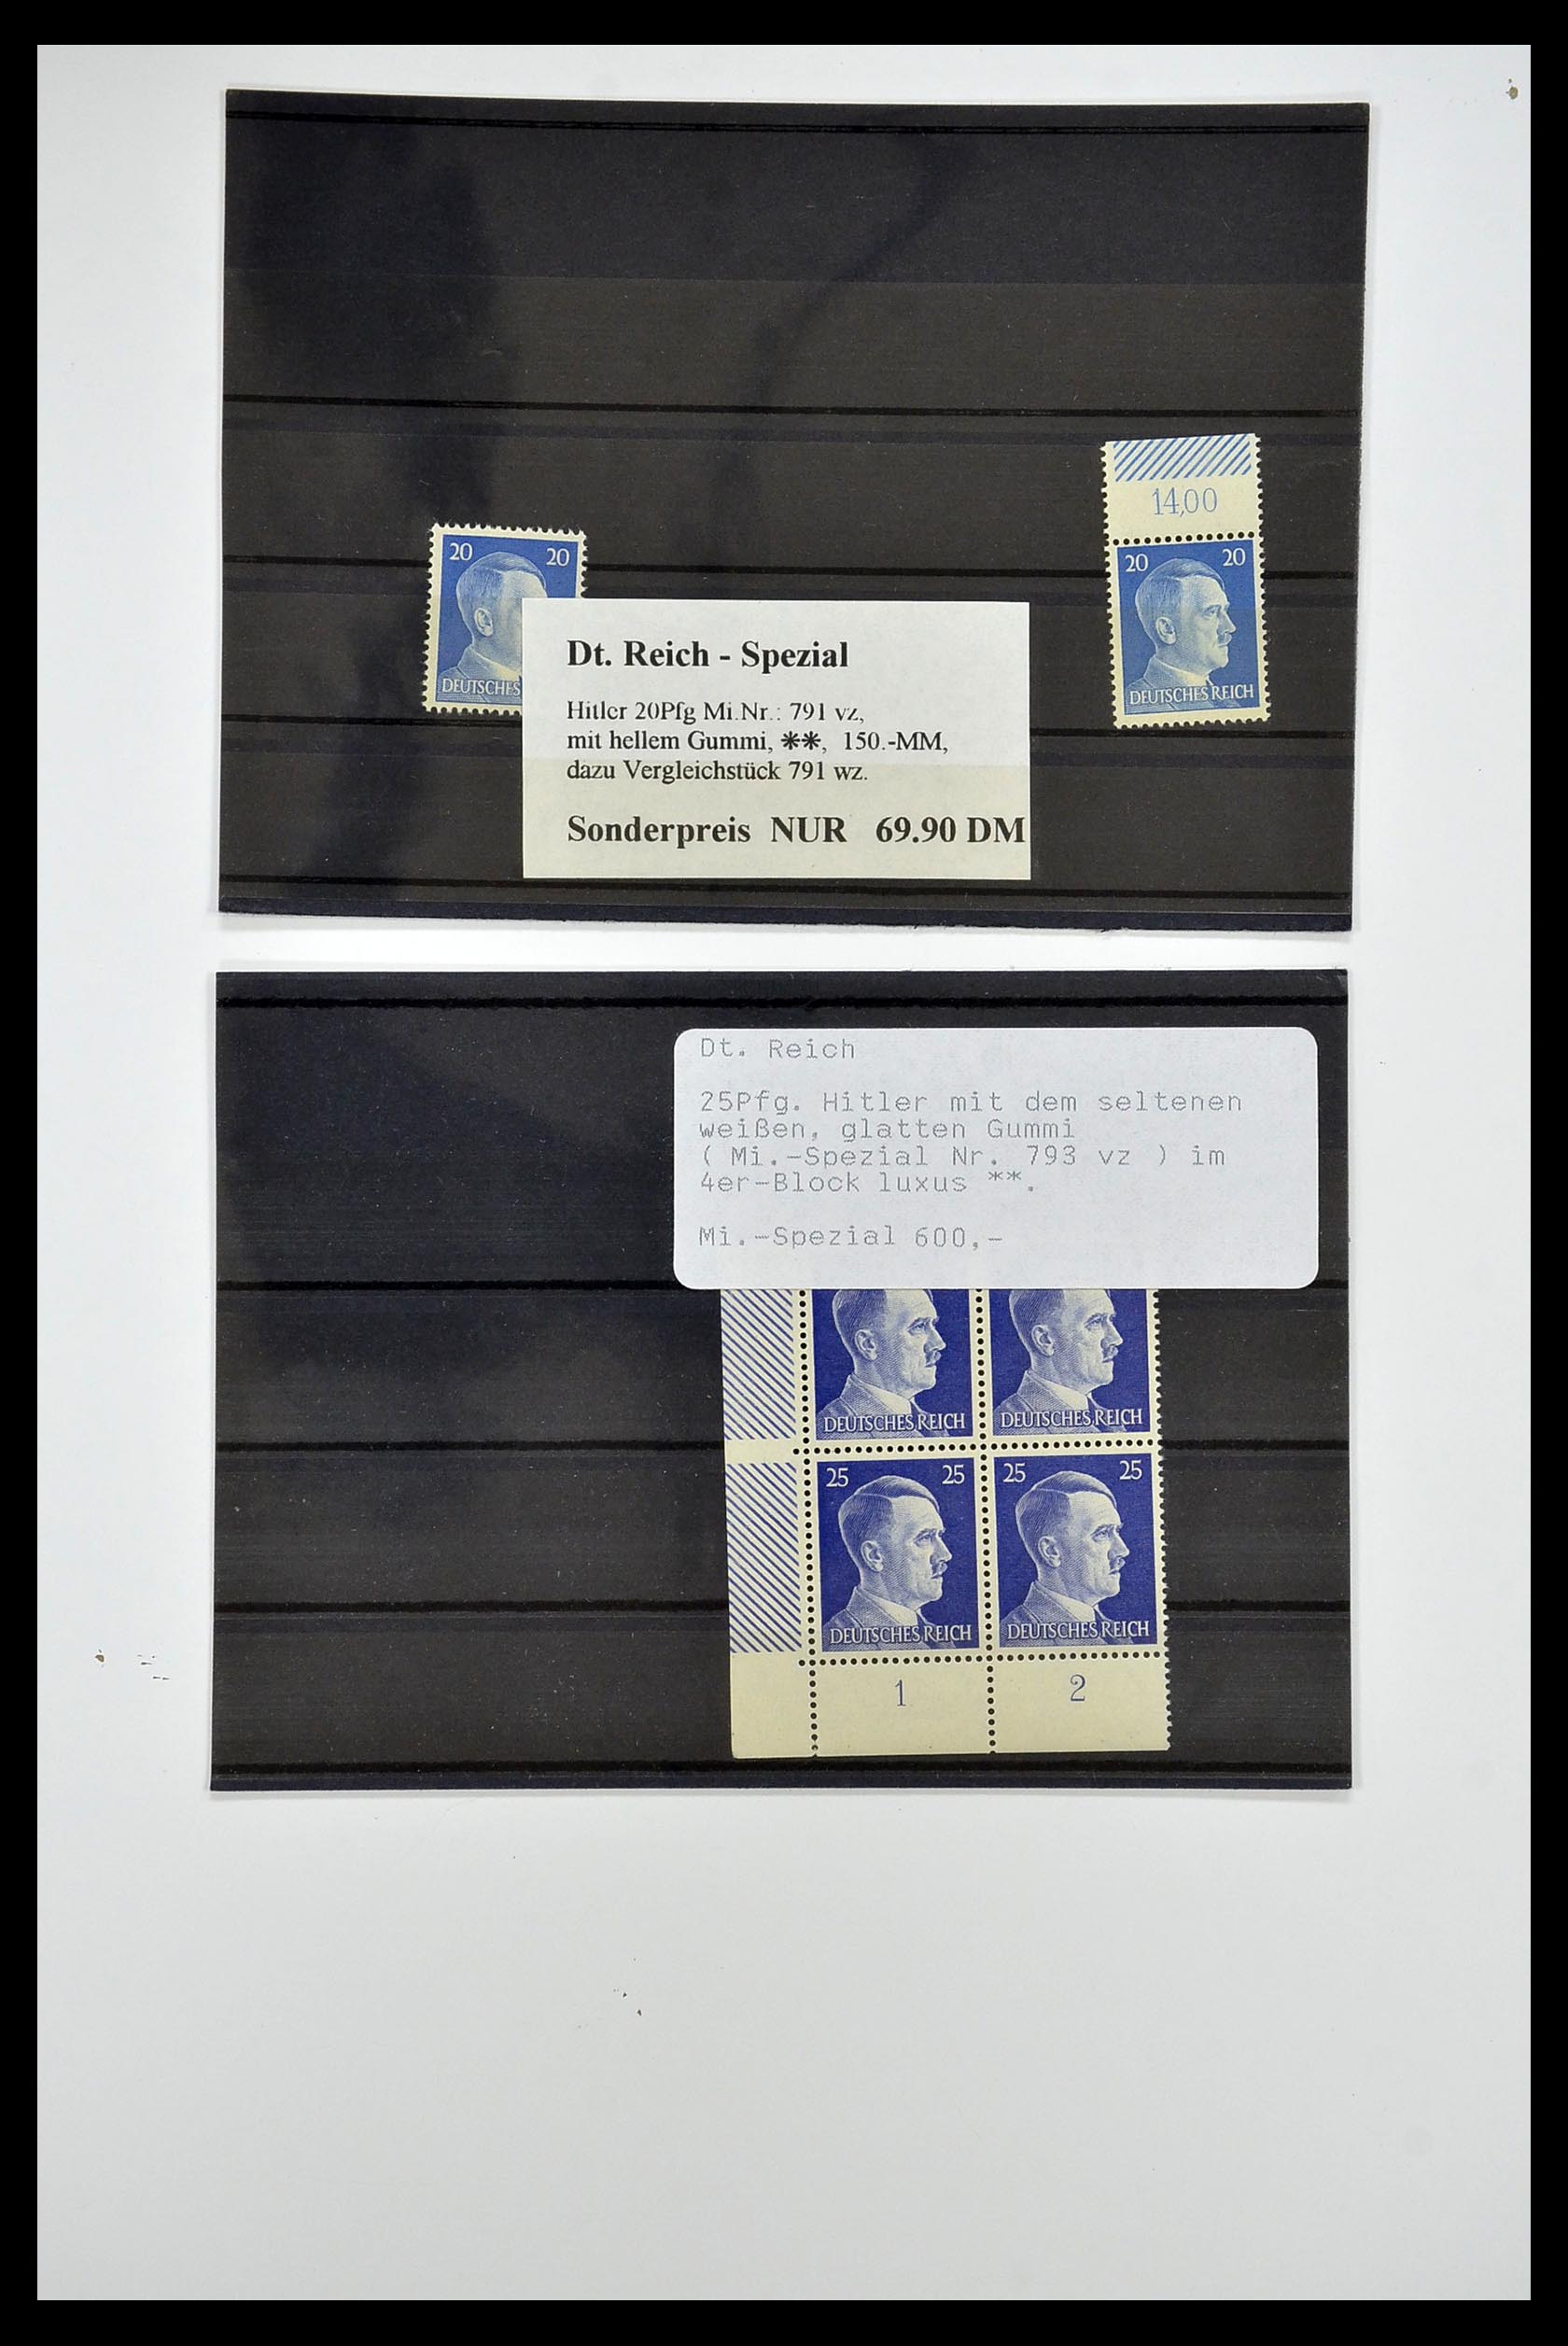 14,00
20 20
DEUTSCHES
20 20
DEUTSCHES REICH
Dt. Reich - Spezial
Hitler 20Pfg Mi.Nr.: 791 vz,
mit hellem Gummi, **, 150.-MM,
dazu Vergleichstück 791 wz.
Sonderpreis NUR 69.90 DM
Dt. Reich
25Pfg. Hitler mit dem seltenen
weißen, glatten Gummi
( Mi.-Spezial Nr. 793 vz ) im
4er-Block luxus **.
Mi.-Spezial 600,-
DEUTSCHES REICH
DEUTSCHES REICH
25 25
DEUTSCHES REICH
25 25
DEUTSCHES REICH
1
2